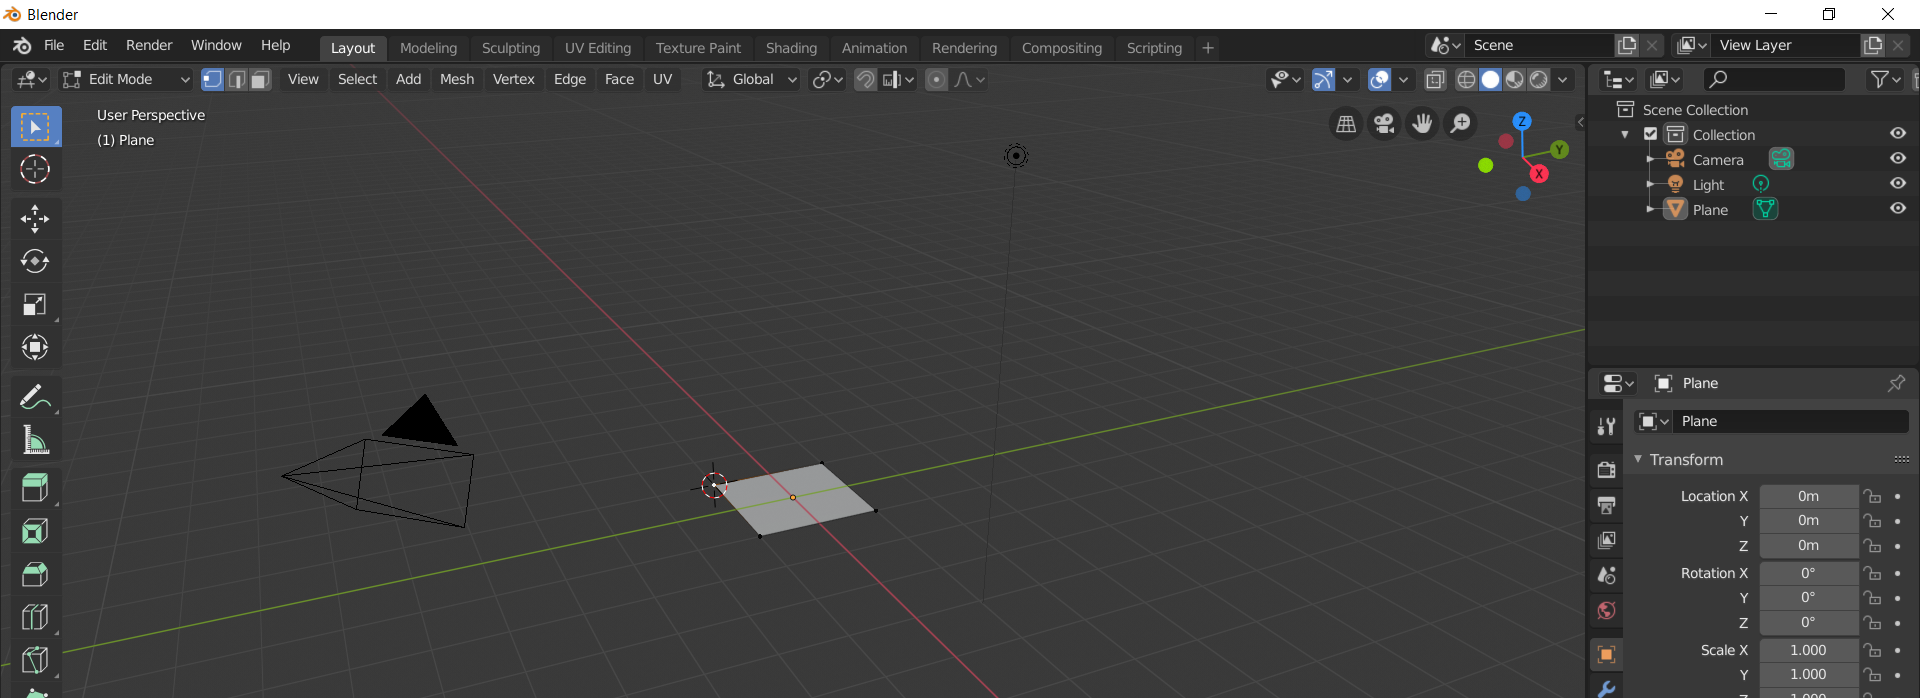 Blender
File Edit Render Window Help Layout Modeling Sculpting UV Editing Texture Paint Shading Animation Rendering Compositing Scripting + Scene View Layer
Edit Mode View Select Add Mesh Vertex Edge Face UV Global
User Perspective
(1) Plane
Z
Y
X
Scene Collection
Collection
Camera
Light
Plane
Plane
Plane
Transform
Location X 0m
Y 0m
Z 0m
Rotation X 0°
Y 0°
Z 0°
Scale X 1.000
Y 1.000
Z 1.000